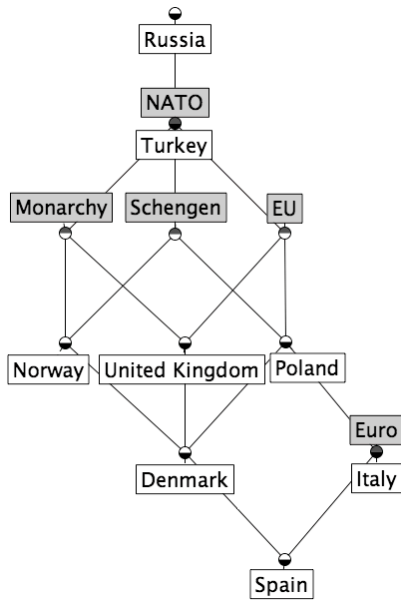 Russia
NATO
Turkey
Monarchy
Schengen
EU
Norway
United Kingdom
Poland
Euro
Denmark
Italy
Spain